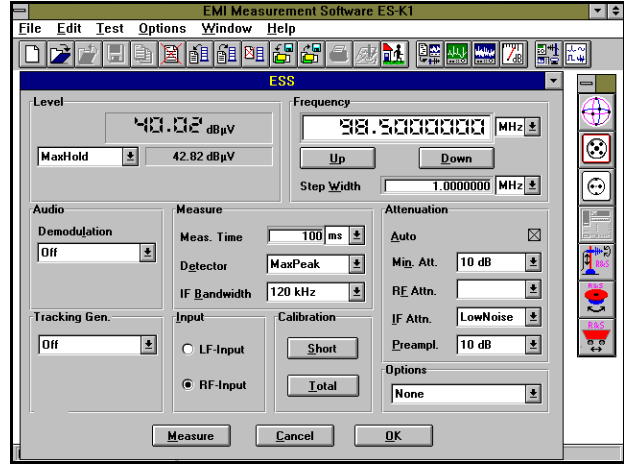 EMI Measurement Software ES-K1
File Edit Test Options Window Help
ESS
Level
40.02 dBµV
MaxHold 42.82 dBµV
Frequency
98.5000000 MHz
Up Down
Step Width 1.0000000 MHz
Audio
Demodulation
Off
Measure
Meas. Time 100 ms
Detector MaxPeak
IF Bandwidth 120 kHz
Attenuation
Auto
Min. Att. 10 dB
RF Attn.
IF Attn. LowNoise
Preampl. 10 dB
Tracking Gen.
Off
Input
LF-Input
RF-Input
Calibration
Short
Total
Options
None
Measure Cancel OK
R&S
R&S
R&S